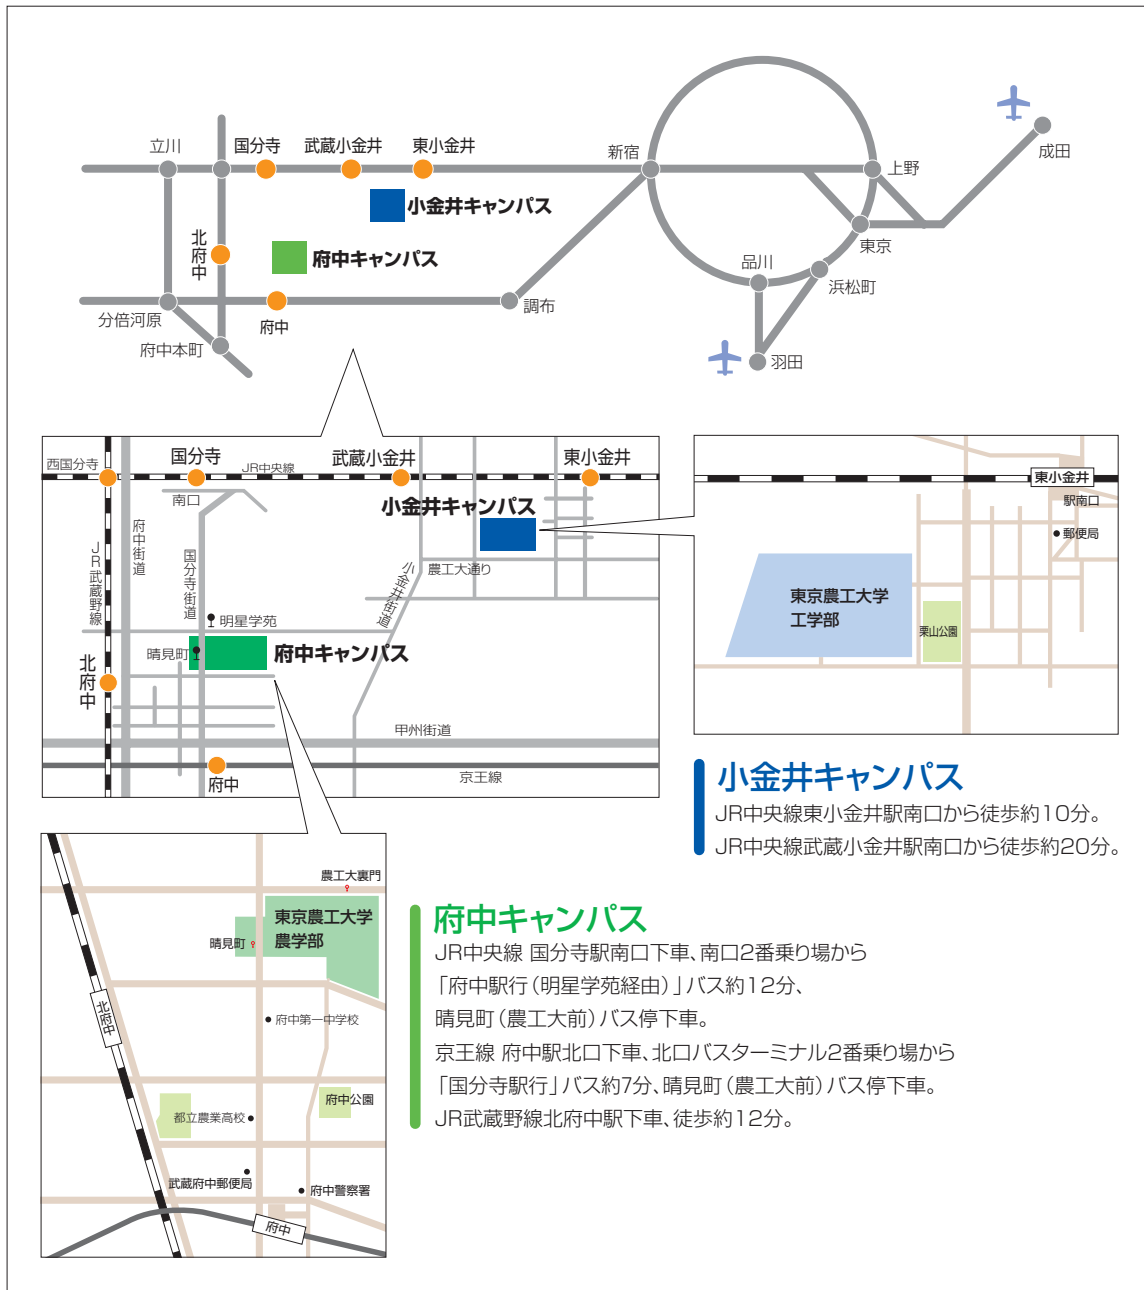 立川
国分寺
武蔵小金井
東小金井
新宿
上野
成田
小金井キャンパス
北府中
府中キャンパス
東京
品川
浜松町
分倍河原
府中
調布
府中本町
羽田
西国分寺
国分寺
JR中央線
武蔵小金井
東小金井
南口
小金井キャンパス
府中街道
JR武蔵野線
国分寺街道
農工大通り
小金井街道
明星学苑
晴見町
府中キャンパス
北府中
甲州街道
京王線
府中
東小金井
駅南口
郵便局
東京農工大学
工学部
栗山公園
小金井キャンパス
JR中央線東小金井駅南口から徒歩約10分。
JR中央線武蔵小金井駅南口から徒歩約20分。
農工大裏門
東京農工大学
農学部
晴見町
北府中
府中第一中学校
府中公園
都立農業高校
武蔵府中郵便局
府中警察署
府中
府中キャンパス
JR中央線 国分寺駅南口下車、南口2番乗り場から
「府中駅行(明星学苑経由)」バス約12分、
晴見町(農工大前)バス停下車。
京王線 府中駅北口下車、北口バスターミナル2番乗り場から
「国分寺駅行」バス約7分、晴見町(農工大前)バス停下車。
JR武蔵野線北府中駅下車、徒歩約12分。